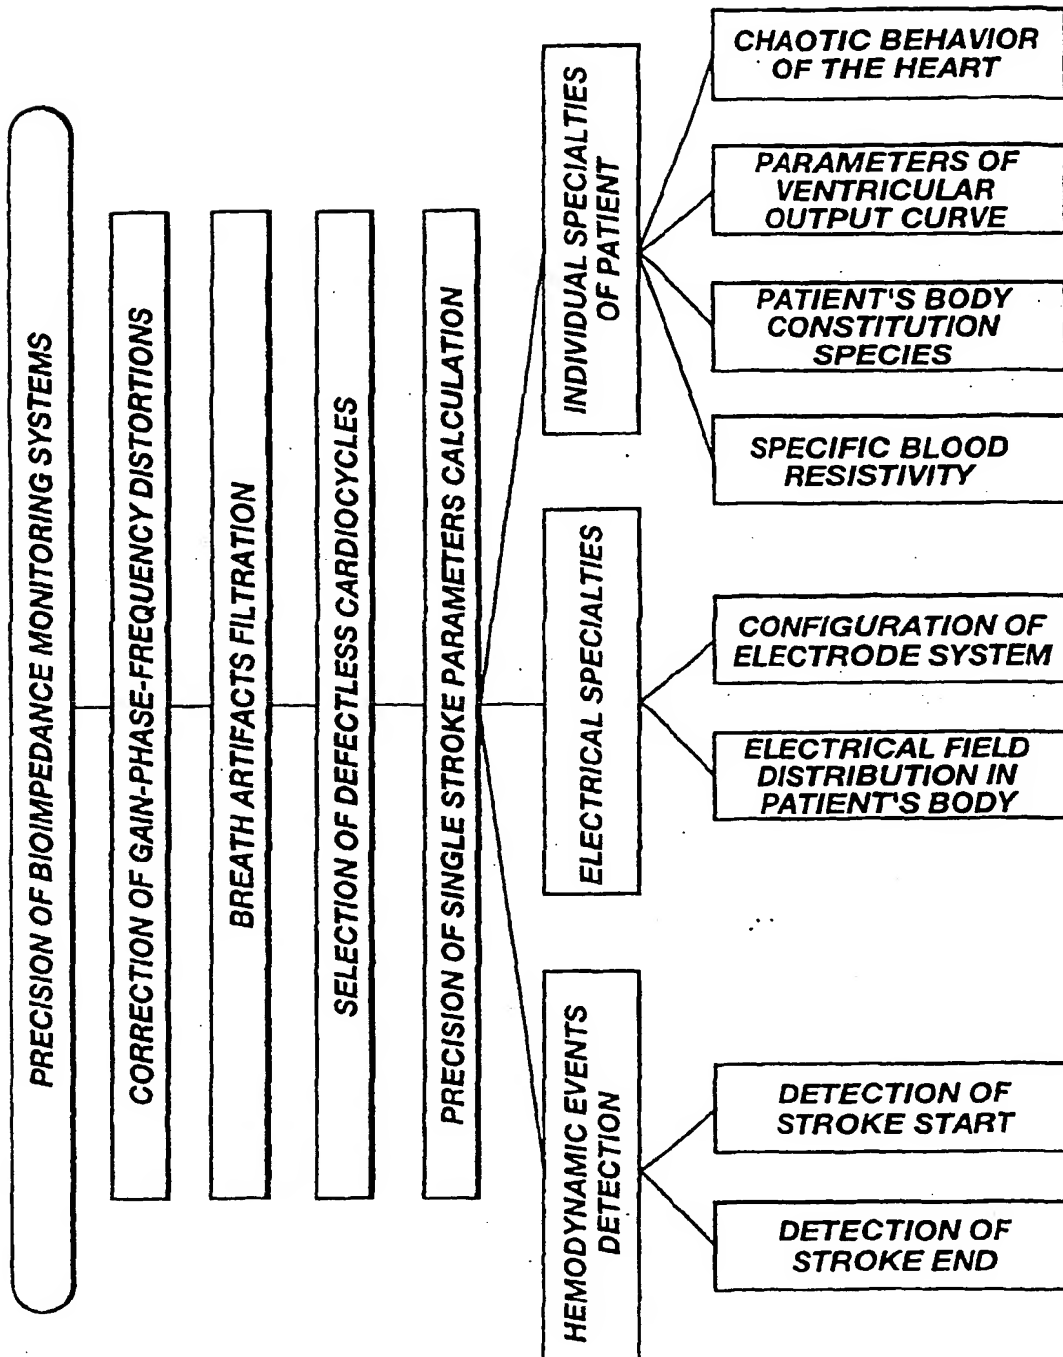 PRECISION OF BIOIMPEDANCE MONITORING SYSTEMS
CORRECTION OF GAIN-PHASE-FREQUENCY DISTORTIONS
BREATH ARTIFACTS FILTRATION
SELECTION OF DEFECTLESS CARDIOCYCLES
PRECISION OF SINGLE STROKE PARAMETERS CALCULATION
HEMODYNAMIC EVENTS
DETECTION
ELECTRICAL SPECIALTIES
INDIVIDUAL SPECIALTIES
OF PATIENT
CHAOTIC BEHAVIOR
OF THE HEART
PARAMETERS OF
VENTRICULAR
OUTPUT CURVE
PATIENT'S BODY
CONSTITUTION
SPECIES
SPECIFIC BLOOD
RESISTIVITY
CONFIGURATION OF
ELECTRODE SYSTEM
ELECTRICAL FIELD
DISTRIBUTION IN
PATIENT'S BODY
DETECTION OF
STROKE START
DETECTION OF
STROKE END